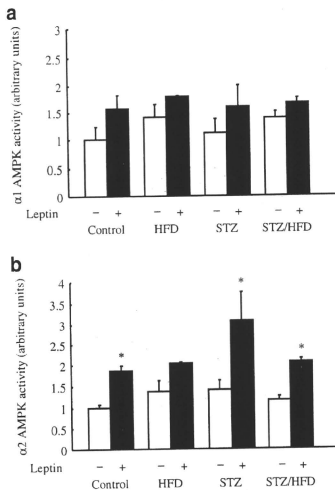 a
α1 AMPK activity (arbitrary units)
3
2.5
2
1.5
1
0.5
0
Leptin − + − + − + − +
Control HFD STZ STZ/HFD
b
α2 AMPK activity (arbitrary units)
4
3.5
3
2.5
2
1.5
1
0.5
0
* * *
Leptin − + − + − + − +
Control HFD STZ STZ/HFD